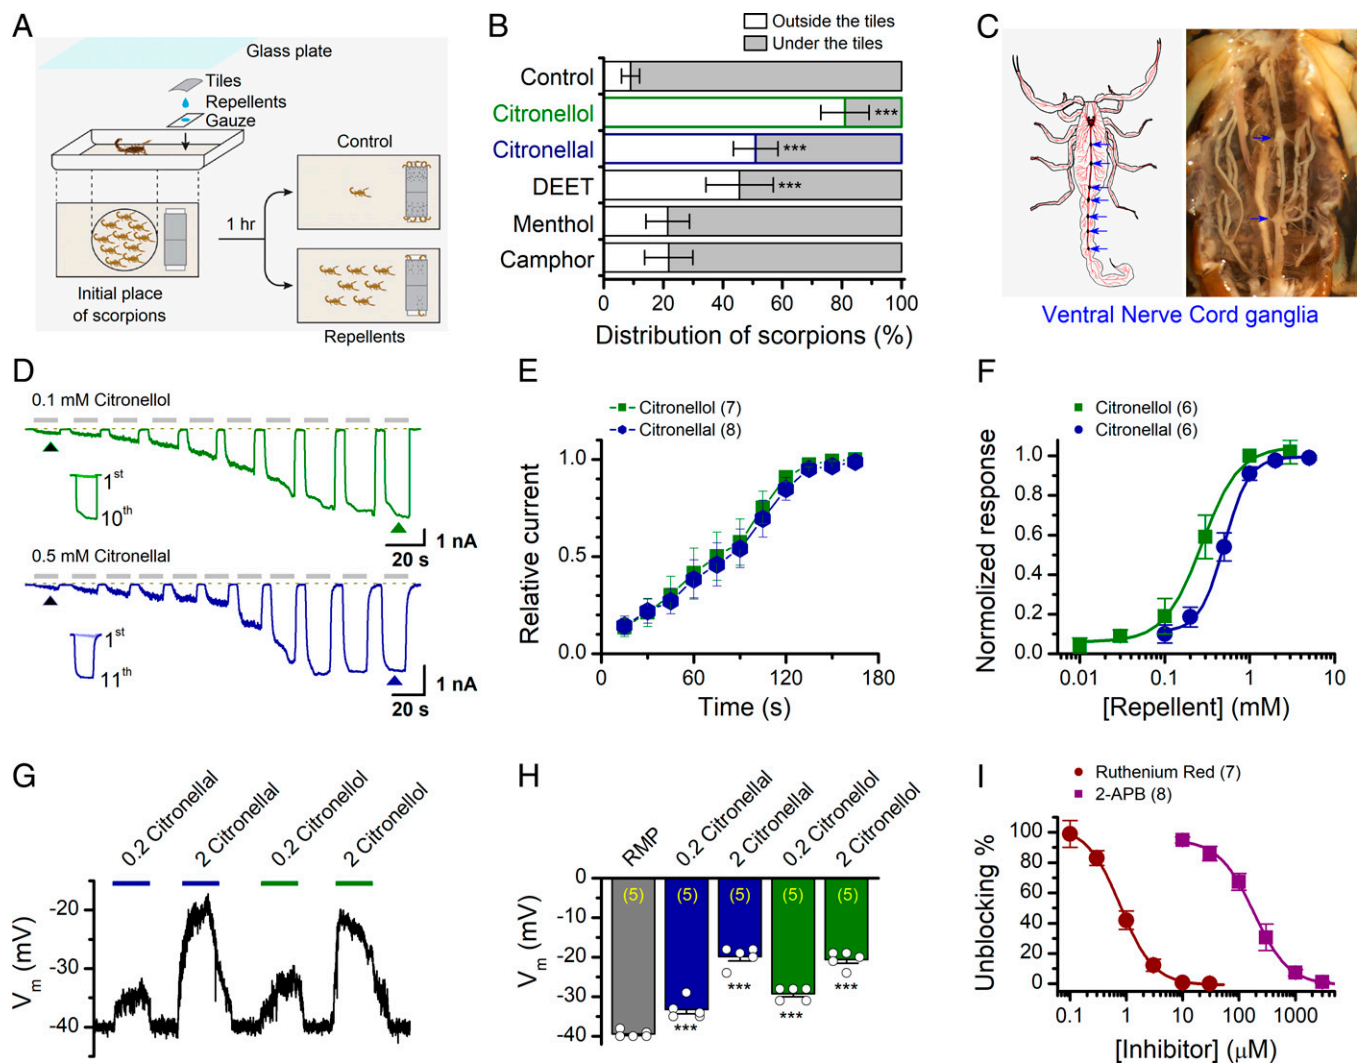 A
Glass plate
Tiles
Repellents
Gauze
Control
1 hr
Initial place
of scorpions
Repellents
B
Outside the tiles
Under the tiles
Control
Citronellol
***
Citronellal
***
DEET
***
Menthol
Camphor
0 20 40 60 80 100
Distribution of scorpions (%)
C
Ventral Nerve Cord ganglia
D
0.1 mM Citronellol
1st
10th
1 nA
20 s
0.5 mM Citronellal
1st
11th
1 nA
20 s
E
Citronellol (7)
Citronellal (8)
Relative current
1.0
0.5
0.0
0 60 120 180
Time (s)
F
Citronellol (6)
Citronellal (6)
Normolized response
1.0
0.8
0.6
0.4
0.2
0.0
0.01 0.1 1 10
[Repellent] (mM)
G
0.2 Citronellal
2 Citronellal
0.2 Citronellol
2 Citronellol
Vm (mV)
-20
-30
-40
H
RMP
0.2 Citronellal
2 Citronellal
0.2 Citronellol
2 Citronellol
Vm (mV)
0
-10
-20
-30
-40
(5) (5) (5) (5) (5)
*** *** *** ***
I
Ruthenium Red (7)
2-APB (8)
Unblocking %
100
80
60
40
20
0
0.1 1 10 100 1000
[Inhibitor] (μM)